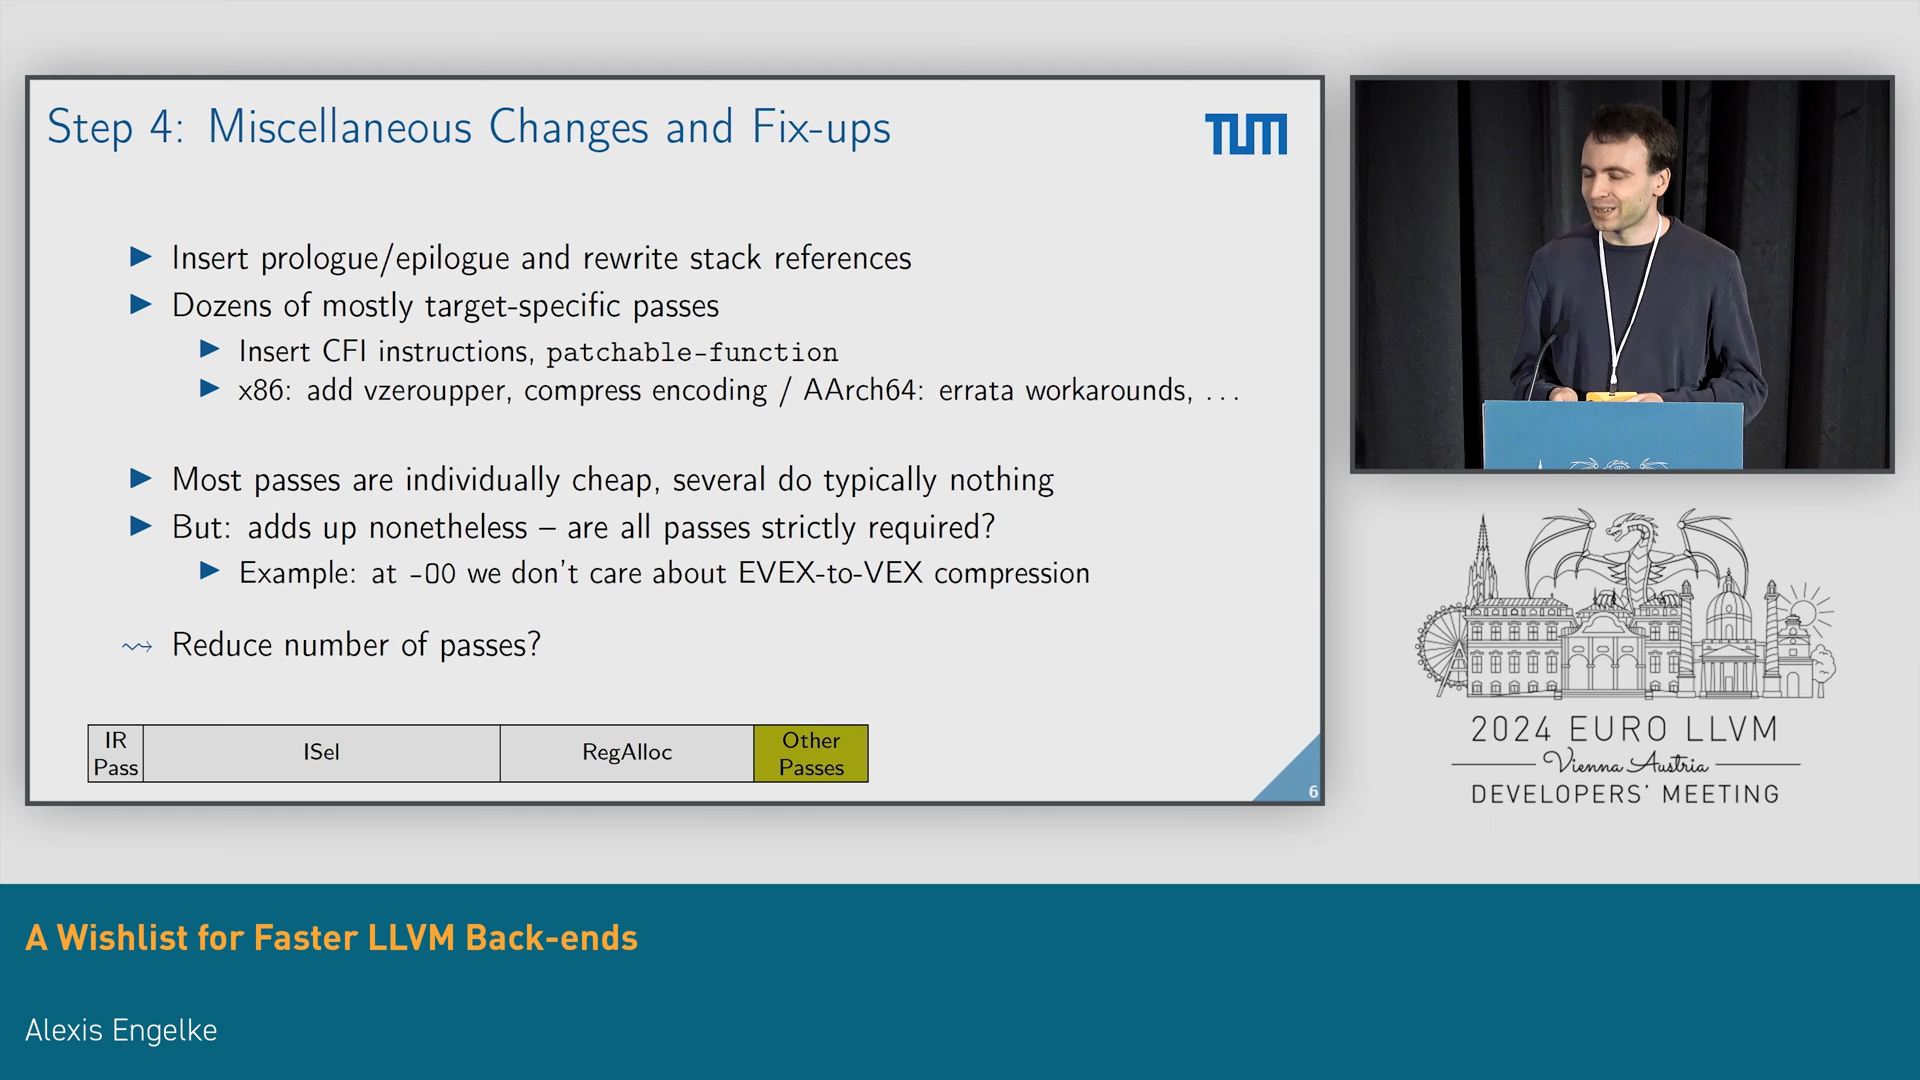 Step 4: Miscellaneous Changes and Fix-ups
TUM
▶ Insert prologue/epilogue and rewrite stack references
▶ Dozens of mostly target-specific passes
▶ Insert CFI instructions, patchable-function
▶ x86: add vzeroupper, compress encoding / AArch64: errata workarounds, ...
▶ Most passes are individually cheap, several do typically nothing
▶ But: adds up nonetheless – are all passes strictly required?
▶ Example: at -O0 we don't care about EVEX-to-VEX compression
⇝ Reduce number of passes?
IR Pass
ISel
RegAlloc
Other Passes
6
2024 EURO LLVM
Vienna Austria
DEVELOPERS' MEETING
A Wishlist for Faster LLVM Back-ends
Alexis Engelke